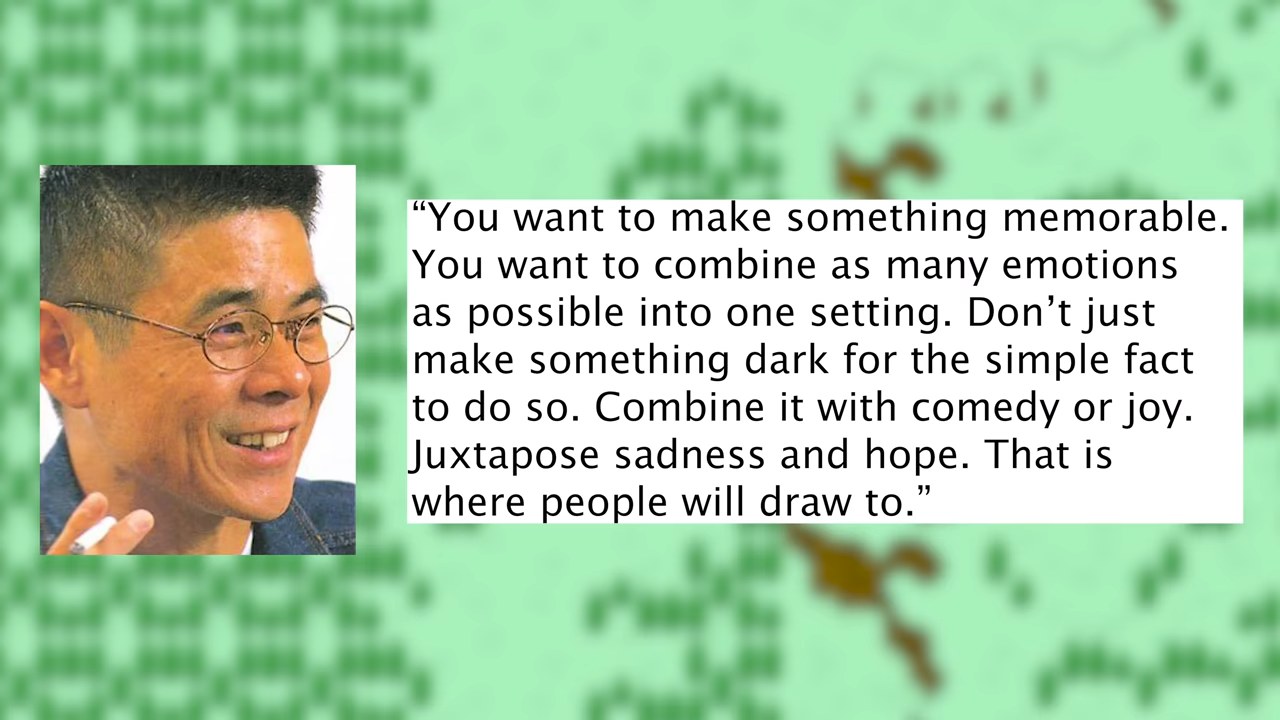 “You want to make something memorable.
You want to combine as many emotions
as possible into one setting. Don’t just
make something dark for the simple fact
to do so. Combine it with comedy or joy.
Juxtapose sadness and hope. That is
where people will draw to.”